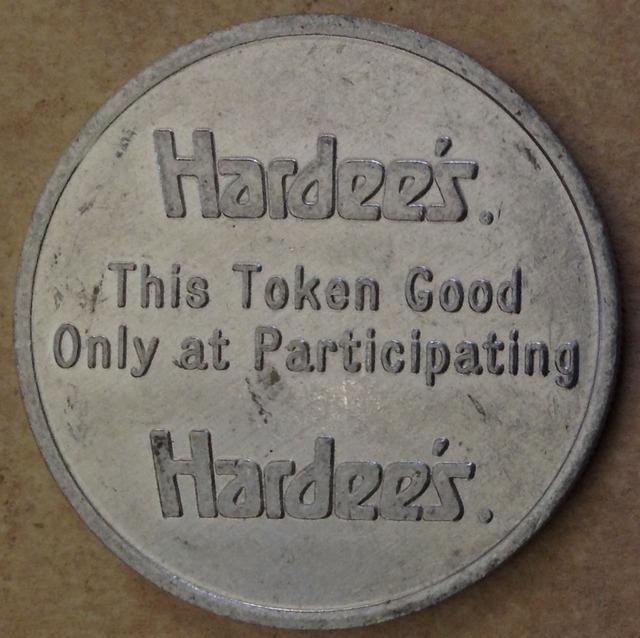 Hardee's.
This Token Good
Only at Participating
Hardee's.